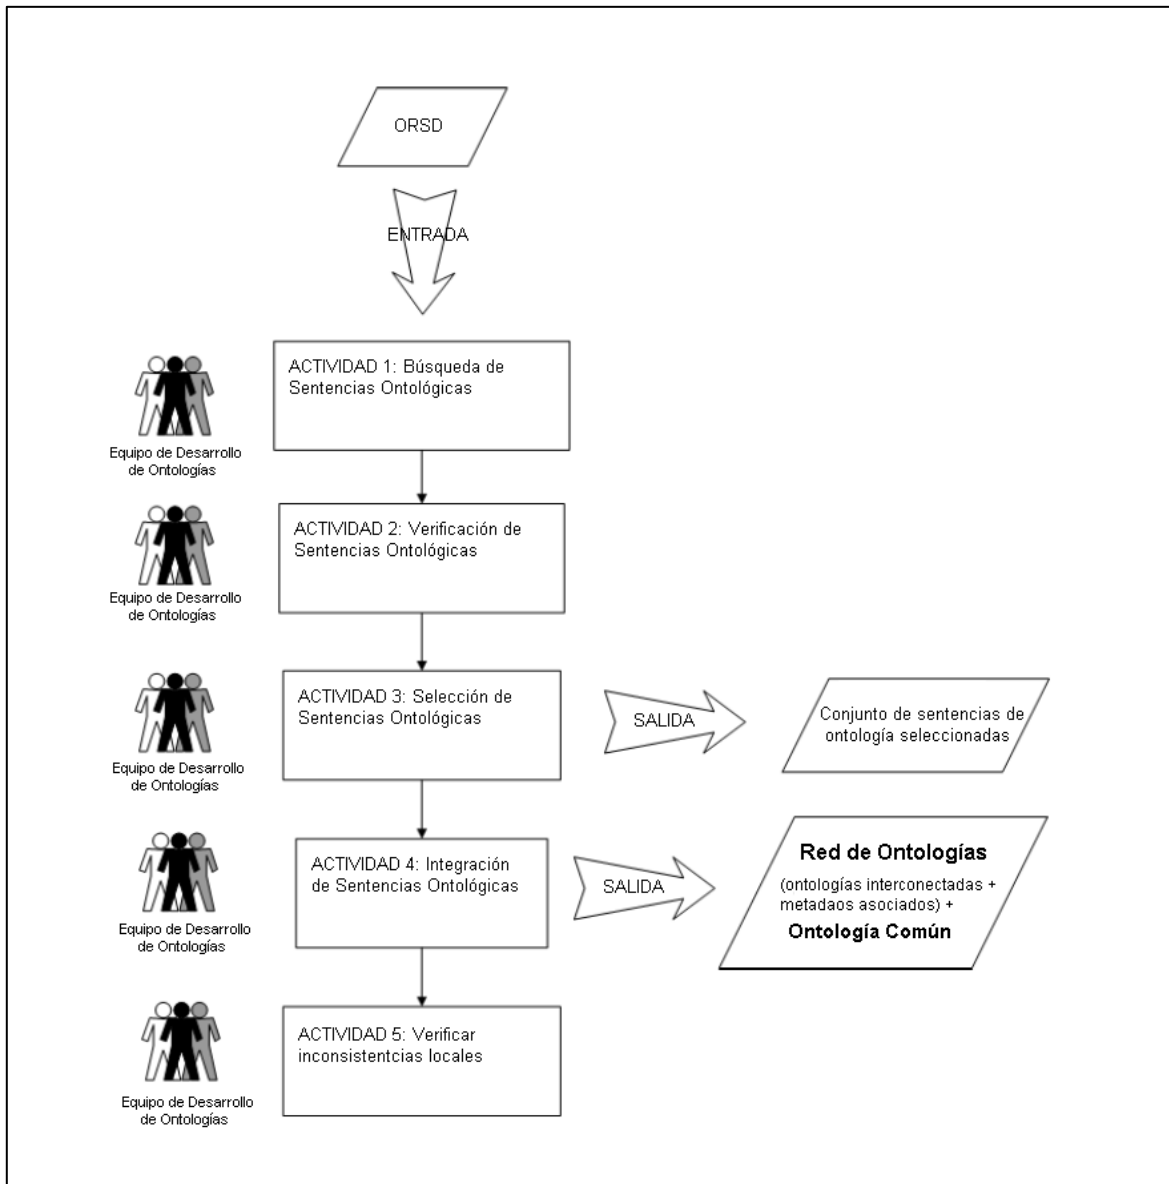 ORSD
ENTRADA
ACTIVIDAD 1: Búsqueda de
Sentencias Ontológicas
Equipo de Desarrollo
de Ontologías
ACTIVIDAD 2: Verificación de
Sentencias Ontológicas
Equipo de Desarrollo
de Ontologías
ACTIVIDAD 3: Selección de
Sentencias Ontológicas
Equipo de Desarrollo
de Ontologías
SALIDA
Conjunto de sentencias de
ontología seleccionadas
ACTIVIDAD 4: Integración
de Sentencias Ontológicas
Equipo de Desarrollo
de Ontologías
SALIDA
Red de Ontologías
(ontologías interconectadas +
metadaos asociados) +
Ontología Común
ACTIVIDAD 5: Verificar
inconsistentcias locales
Equipo de Desarrollo
de Ontologías